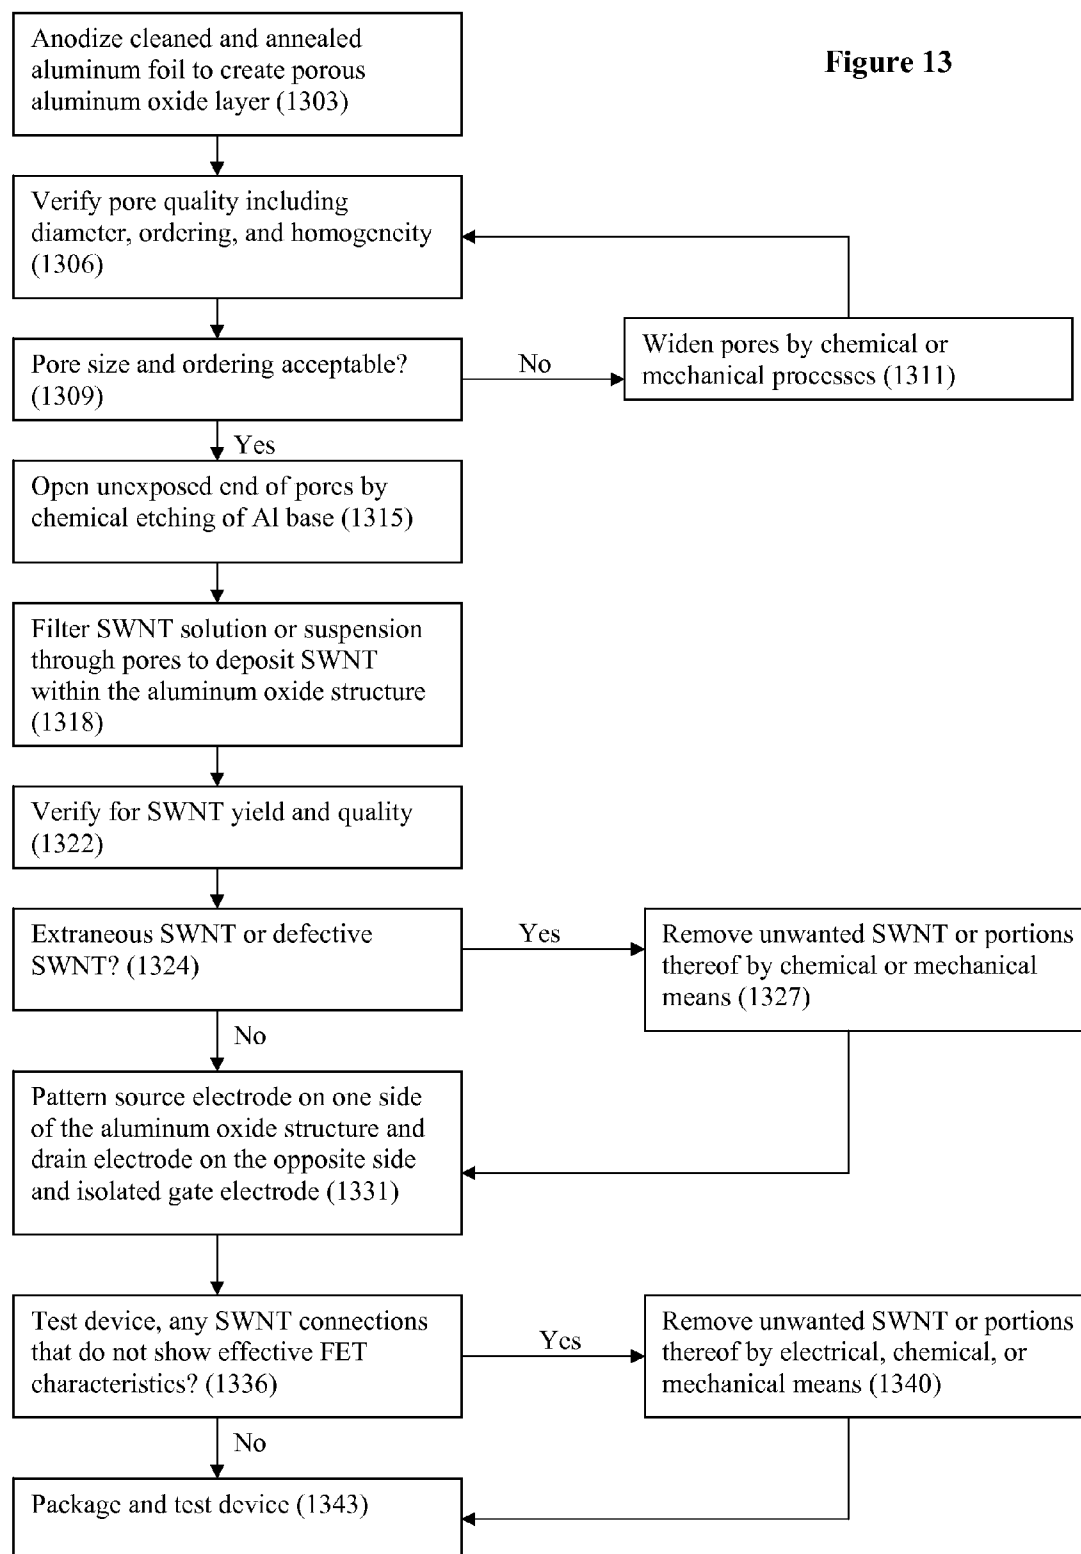 Figure 13
Anodize cleaned and annealed
aluminum foil to create porous
aluminum oxide layer (1303)
Verify pore quality including
diameter, ordering, and homogeneity
(1306)
Pore size and ordering acceptable?
(1309)
No
Widen pores by chemical or
mechanical processes (1311)
Yes
Open unexposed end of pores by
chemical etching of Al base (1315)
Filter SWNT solution or suspension
through pores to deposit SWNT
within the aluminum oxide structure
(1318)
Verify for SWNT yield and quality
(1322)
Extraneous SWNT or defective
SWNT? (1324)
Yes
Remove unwanted SWNT or portions
thereof by chemical or mechanical
means (1327)
No
Pattern source electrode on one side
of the aluminum oxide structure and
drain electrode on the opposite side
and isolated gate electrode (1331)
Test device, any SWNT connections
that do not show effective FET
characteristics? (1336)
Yes
Remove unwanted SWNT or portions
thereof by electrical, chemical, or
mechanical means (1340)
No
Package and test device (1343)